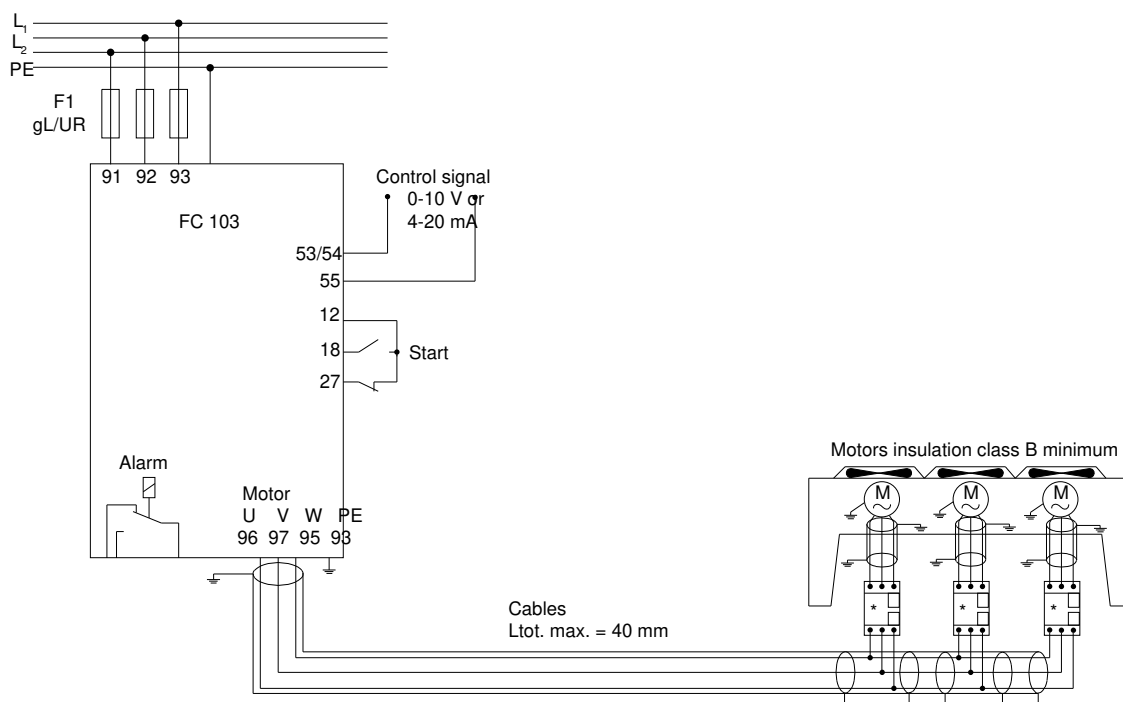 L1
L2
PE
F1
gL/UR
91 92 93
FC 103
Control signal
0-10 V or
4-20 mA
53/54
55
12
18
Start
27
Alarm
Motor
U V W PE
96 97 95 93
Motors insulation class B minimum
M M M
* * *
Cables
Ltot. max. = 40 mm